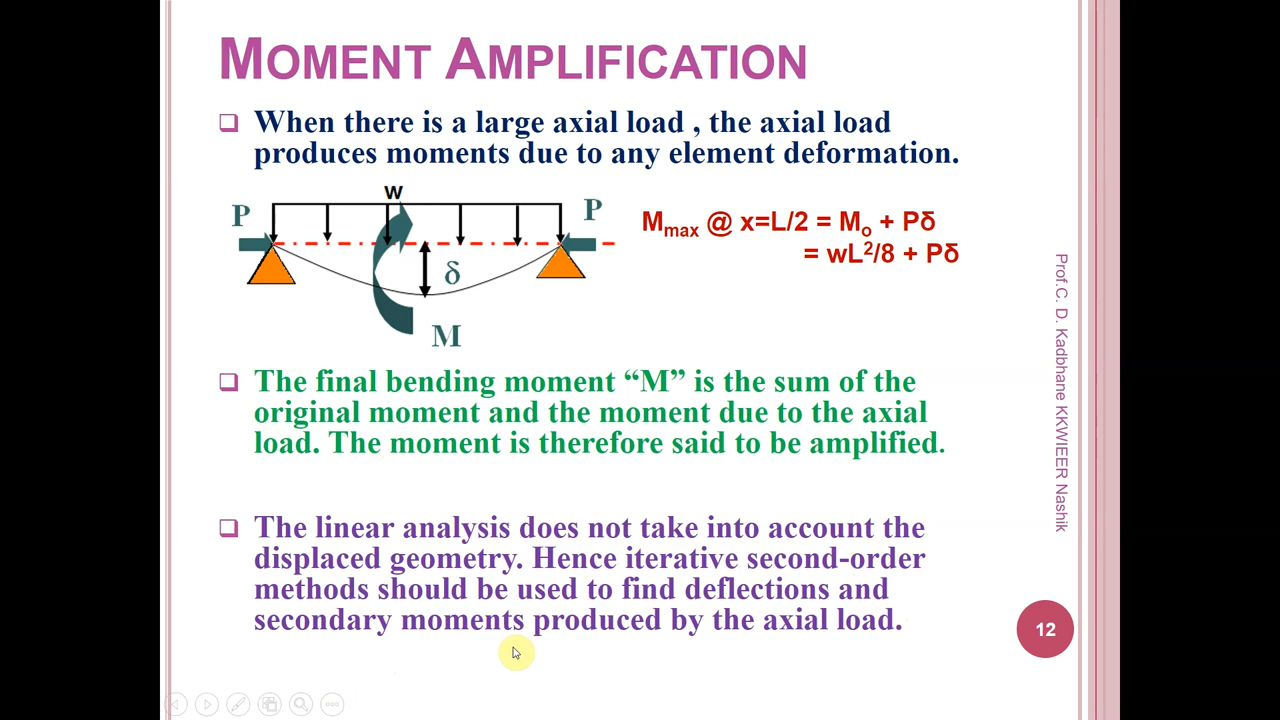 MOMENT AMPLIFICATION
When there is a large axial load , the axial load
produces moments due to any element deformation.
w
P
P
δ
M
Mmax @ x=L/2 = Mo + Pδ
= wL²/8 + Pδ
The final bending moment “M” is the sum of the
original moment and the moment due to the axial
load. The moment is therefore said to be amplified.
The linear analysis does not take into account the
displaced geometry. Hence iterative second-order
methods should be used to find deflections and
secondary moments produced by the axial load.
Prof.C. D. Kadbhane KKWIEER Nashik
12